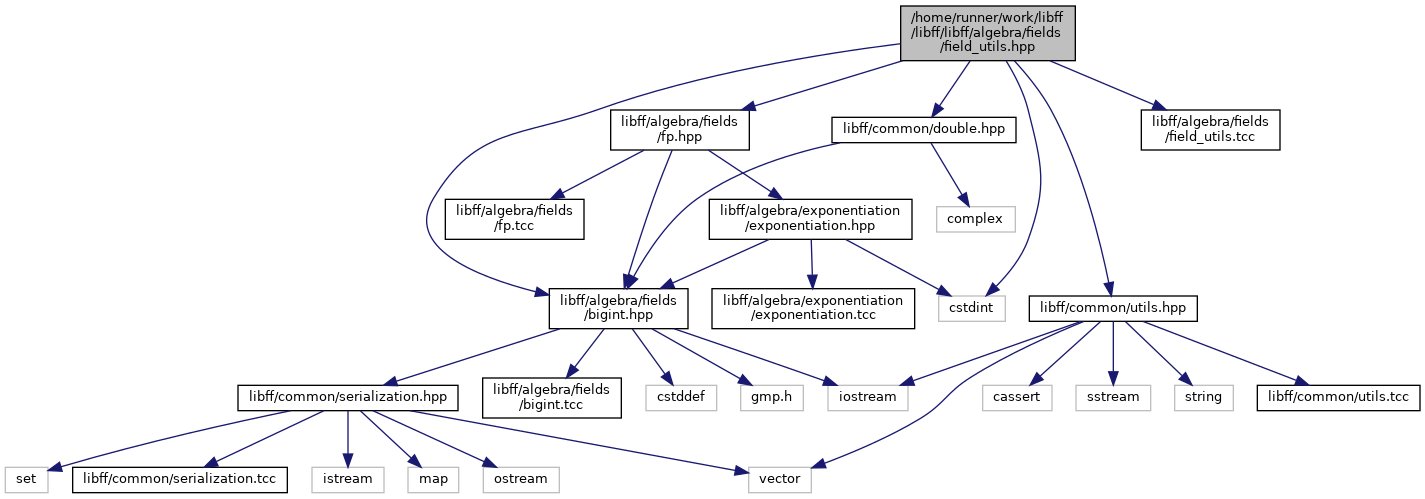 /home/runner/work/libff
/libff/libff/algebra/fields
/field_utils.hpp
libff/algebra/fields
/fp.hpp
libff/common/double.hpp
libff/algebra/fields
/field_utils.tcc
libff/algebra/fields
/fp.tcc
libff/algebra/exponentiation
/exponentiation.hpp
complex
libff/algebra/fields
/bigint.hpp
libff/algebra/exponentiation
/exponentiation.tcc
cstdint
libff/common/utils.hpp
libff/common/serialization.hpp
libff/algebra/fields
/bigint.tcc
cstddef
gmp.h
iostream
cassert
sstream
string
libff/common/utils.tcc
set
libff/common/serialization.tcc
istream
map
ostream
vector